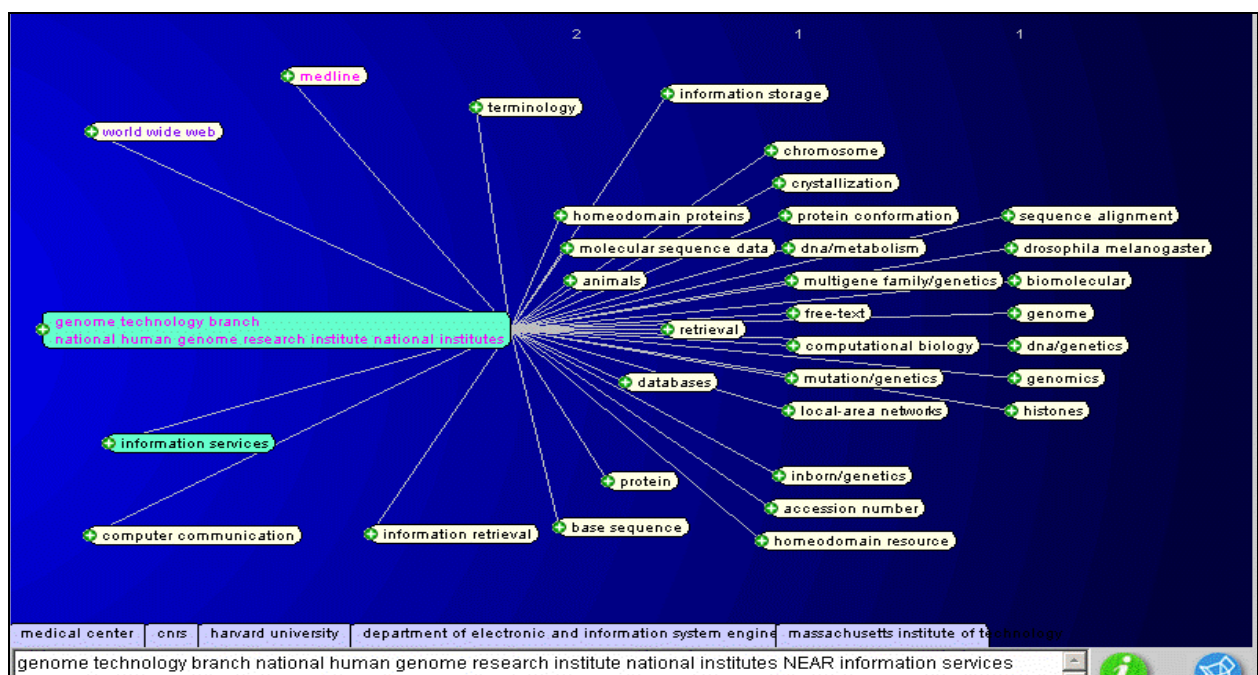 2 1 1
medline
information storage
terminology
world wide web
chromosome
crystallization
homeodomain proteins protein conformation sequence alignment
molecular sequence data dna/metabolism drosophila melanogaster
animals multigene family/genetics biomolecular
free-text genome
genome technology branch
national human genome research institute national institutes
retrieval
computational biology dna/genetics
databases mutation/genetics genomics
local-area networks histones
information services
inborn/genetics
protein
accession number
base sequence
computer communication information retrieval
homeodomain resource
medical center cnrs harvard university department of electronic and information system engine massachusetts institute of technology
genome technology branch national human genome research institute national institutes NEAR information services